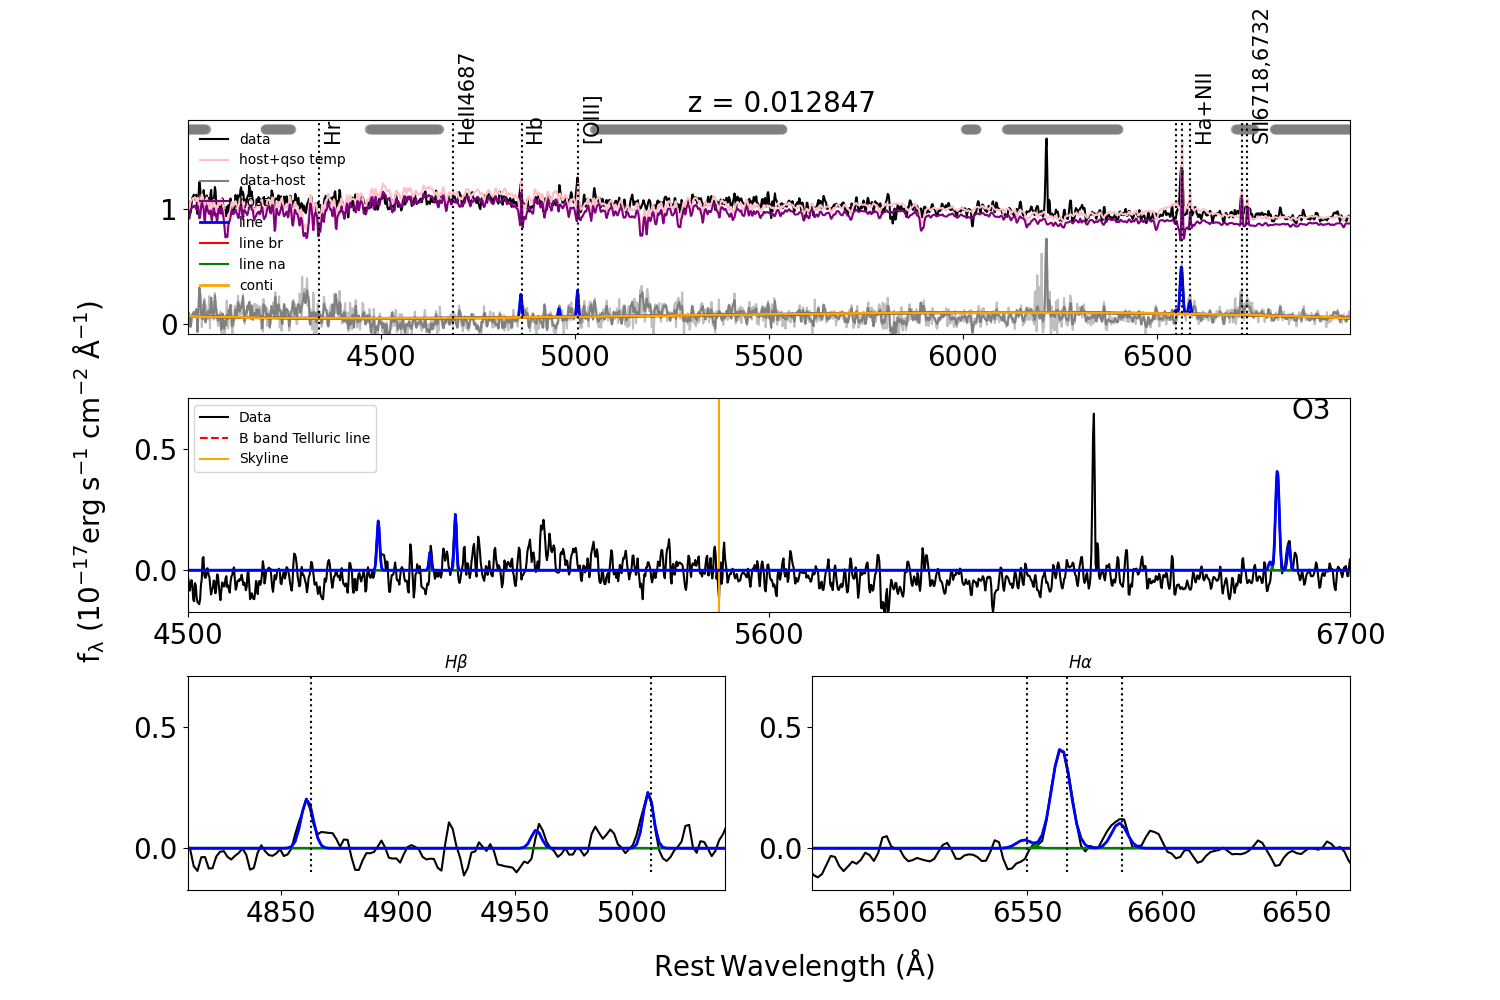 z = 0.012847
Hr
HeII4687
Hb
[OIII]
Ha+NII
SII6718,6732
data
host+qso temp
data-host
line
line br
line na
conti
1
0
4500
5000
5500
6000
6500
O3
Data
B band Telluric line
Skyline
0.5
0.0
4500
5600
6700
fλ (10⁻¹⁷erg s⁻¹ cm⁻² Å⁻¹)
Hβ
0.5
0.0
4850
4900
4950
5000
Hα
0.5
0.0
6500
6550
6600
6650
Rest Wavelength (Å)